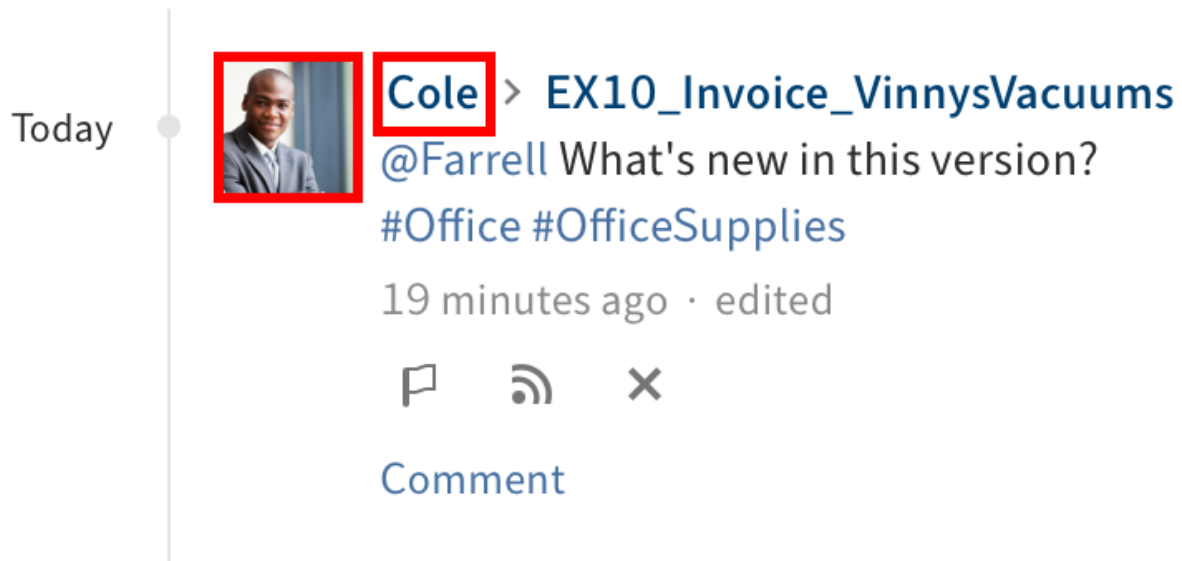 Today
Cole > EX10_Invoice_VinnysVacuums
@Farrell What's new in this version?
#Office #OfficeSupplies
19 minutes ago · edited
Comment